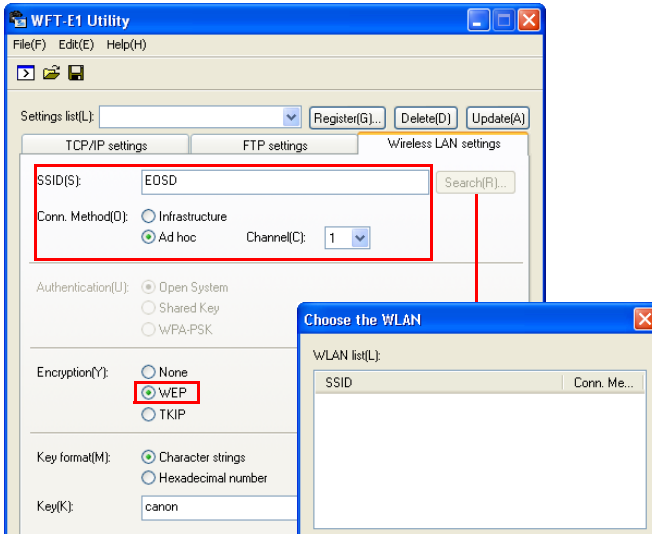 WFT-E1 Utility
File(F) Edit(E) Help(H)
Settings list(L): Register(G)... Delete(D) Update(A)
TCP/IP settings FTP settings Wireless LAN settings
SSID(S): EOSD Search(R)...
Conn. Method(O): Infrastructure
Ad hoc Channel(C): 1
Authentication(U): Open System
Shared Key
WPA-PSK
Encryption(Y): None
WEP
TKIP
Key format(M): Character strings
Hexadecimal number
Key(K): canon
Choose the WLAN
WLAN list(L):
SSID Conn. Me...